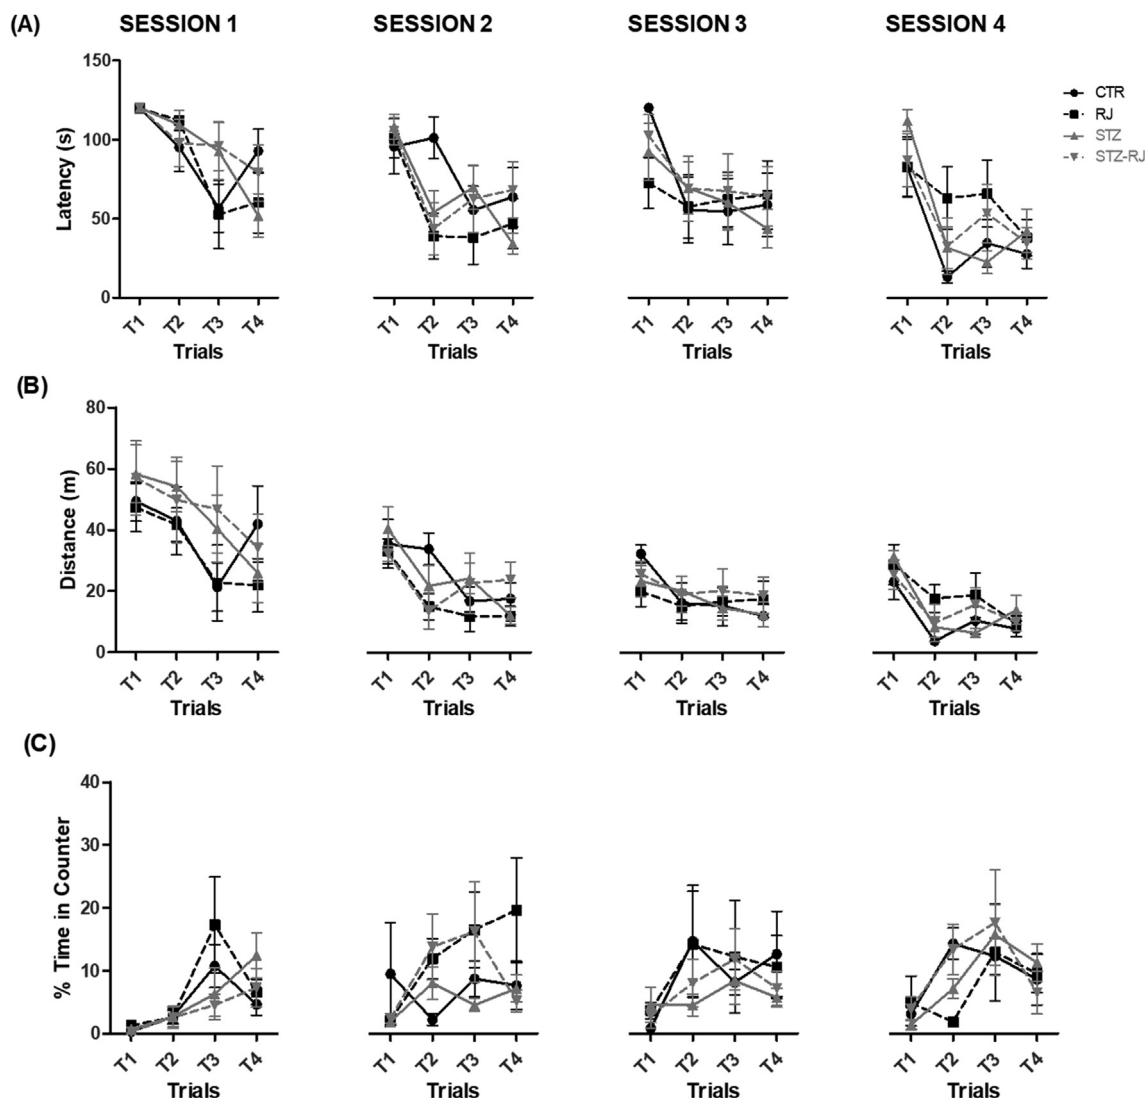 (A)
SESSION 1 SESSION 2 SESSION 3 SESSION 4
Latency (s)
150
100
50
0
CTR
RJ
STZ
STZ-RJ
T1 T2 T3 T4 T1 T2 T3 T4 T1 T2 T3 T4 T1 T2 T3 T4
Trials Trials Trials Trials
(B)
Distance (m)
80
60
40
20
0
T1 T2 T3 T4 T1 T2 T3 T4 T1 T2 T3 T4 T1 T2 T3 T4
Trials Trials Trials Trials
(C)
% Time in Counter
40
30
20
10
0
T1 T2 T3 T4 T1 T2 T3 T4 T1 T2 T3 T4 T1 T2 T3 T4
Trials Trials Trials Trials